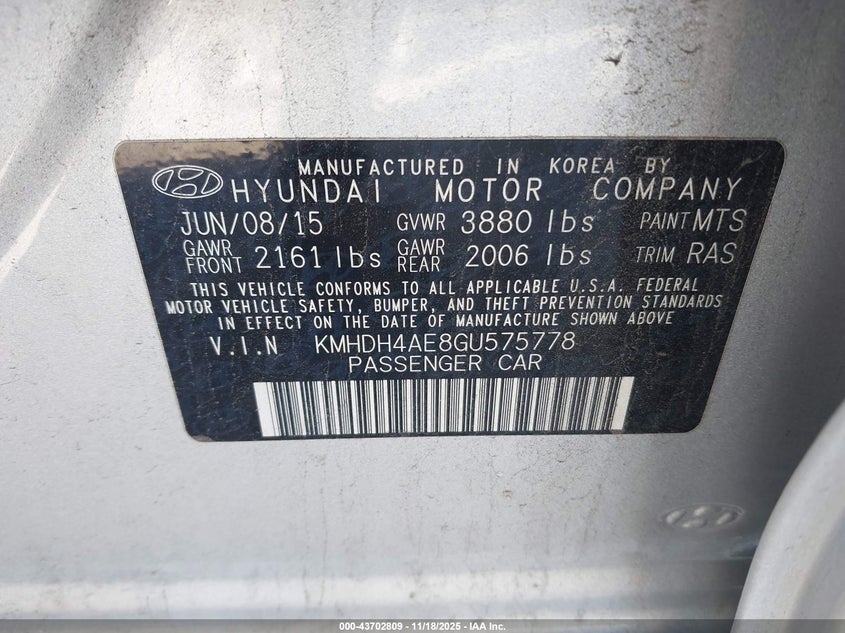 MANUFACTURED IN KOREA BY
HYUNDAI MOTOR COMPANY
JUN/08/15 GVWR 3880 lbs PAINT MTS
GAWR FRONT 2161 lbs GAWR REAR 2006 lbs TRIM RAS
THIS VEHICLE CONFORMS TO ALL APPLICABLE U.S.A. FEDERAL
MOTOR VEHICLE SAFETY, BUMPER, AND THEFT PREVENTION STANDARDS
IN EFFECT ON THE DATE OF MANUFACTURE SHOWN ABOVE
V.I.N KMHDH4AE8GU575778
PASSENGER CAR
000-43702809 - 11/18/2025 - IAA Inc.